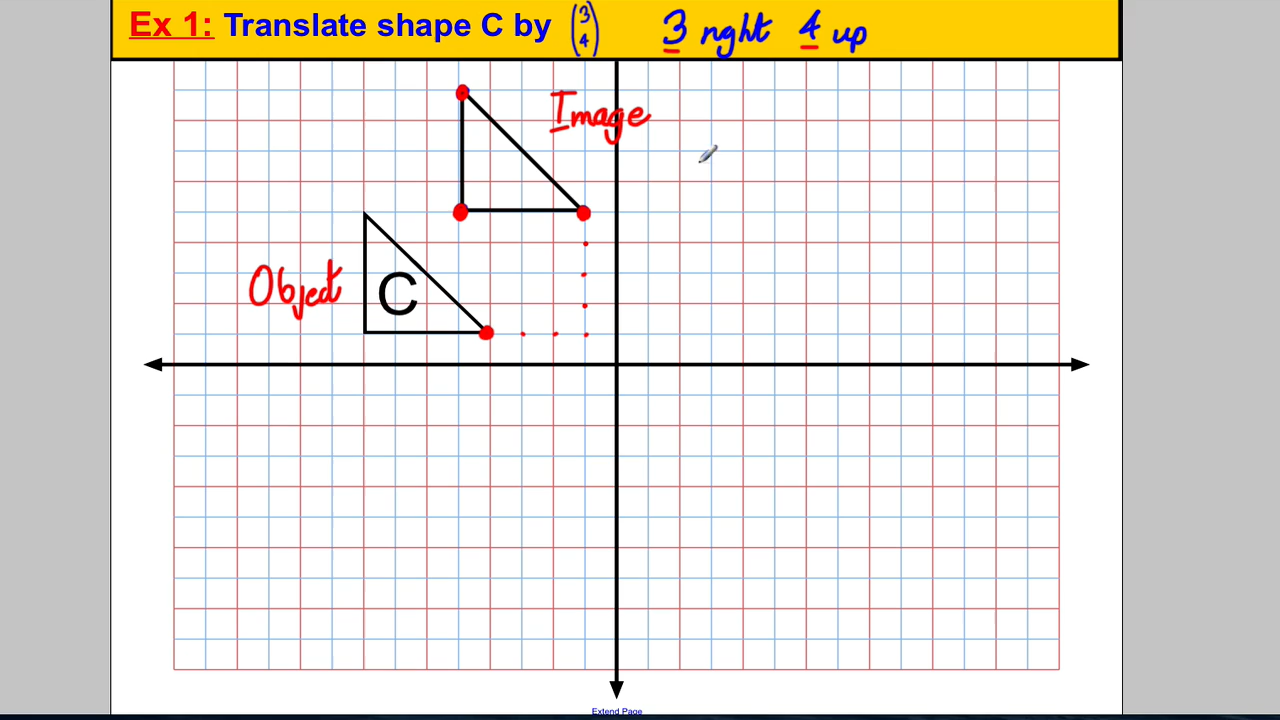 Ex 1: Translate shape C by (3 4) 3 right 4 up
Image
Object
C
Extend Page